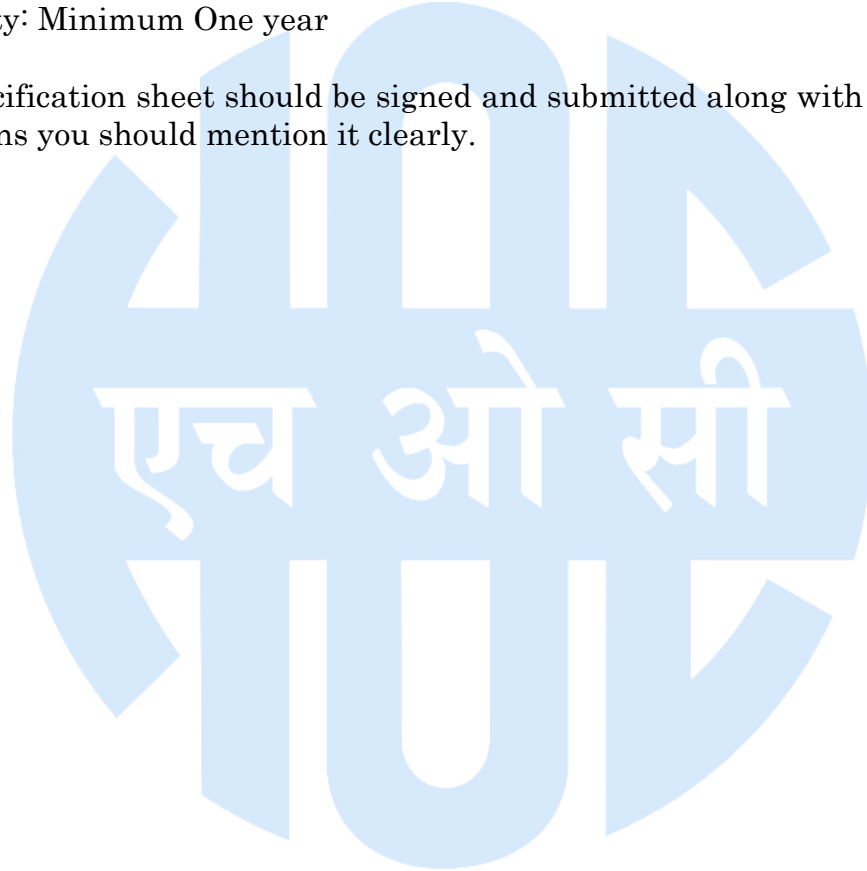 ty: Minimum One year
cification sheet should be signed and submitted along with
ns you should mention it clearly.
एच ओ सी